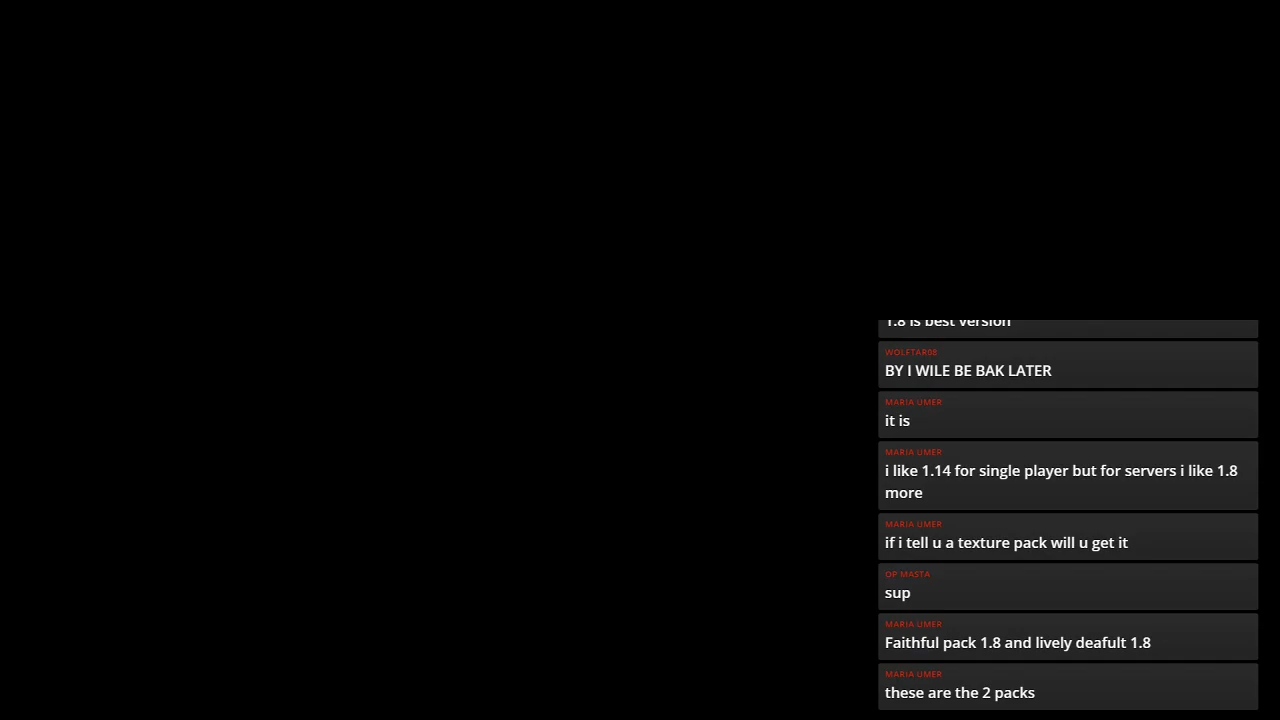 1.8 is best version
WOLFTAR08
BY I WILE BE BAK LATER
MARIA UMER
it is
MARIA UMER
i like 1.14 for single player but for servers i like 1.8
more
MARIA UMER
if i tell u a texture pack will u get it
OP MASTA
sup
MARIA UMER
Faithful pack 1.8 and lively deafult 1.8
MARIA UMER
these are the 2 packs